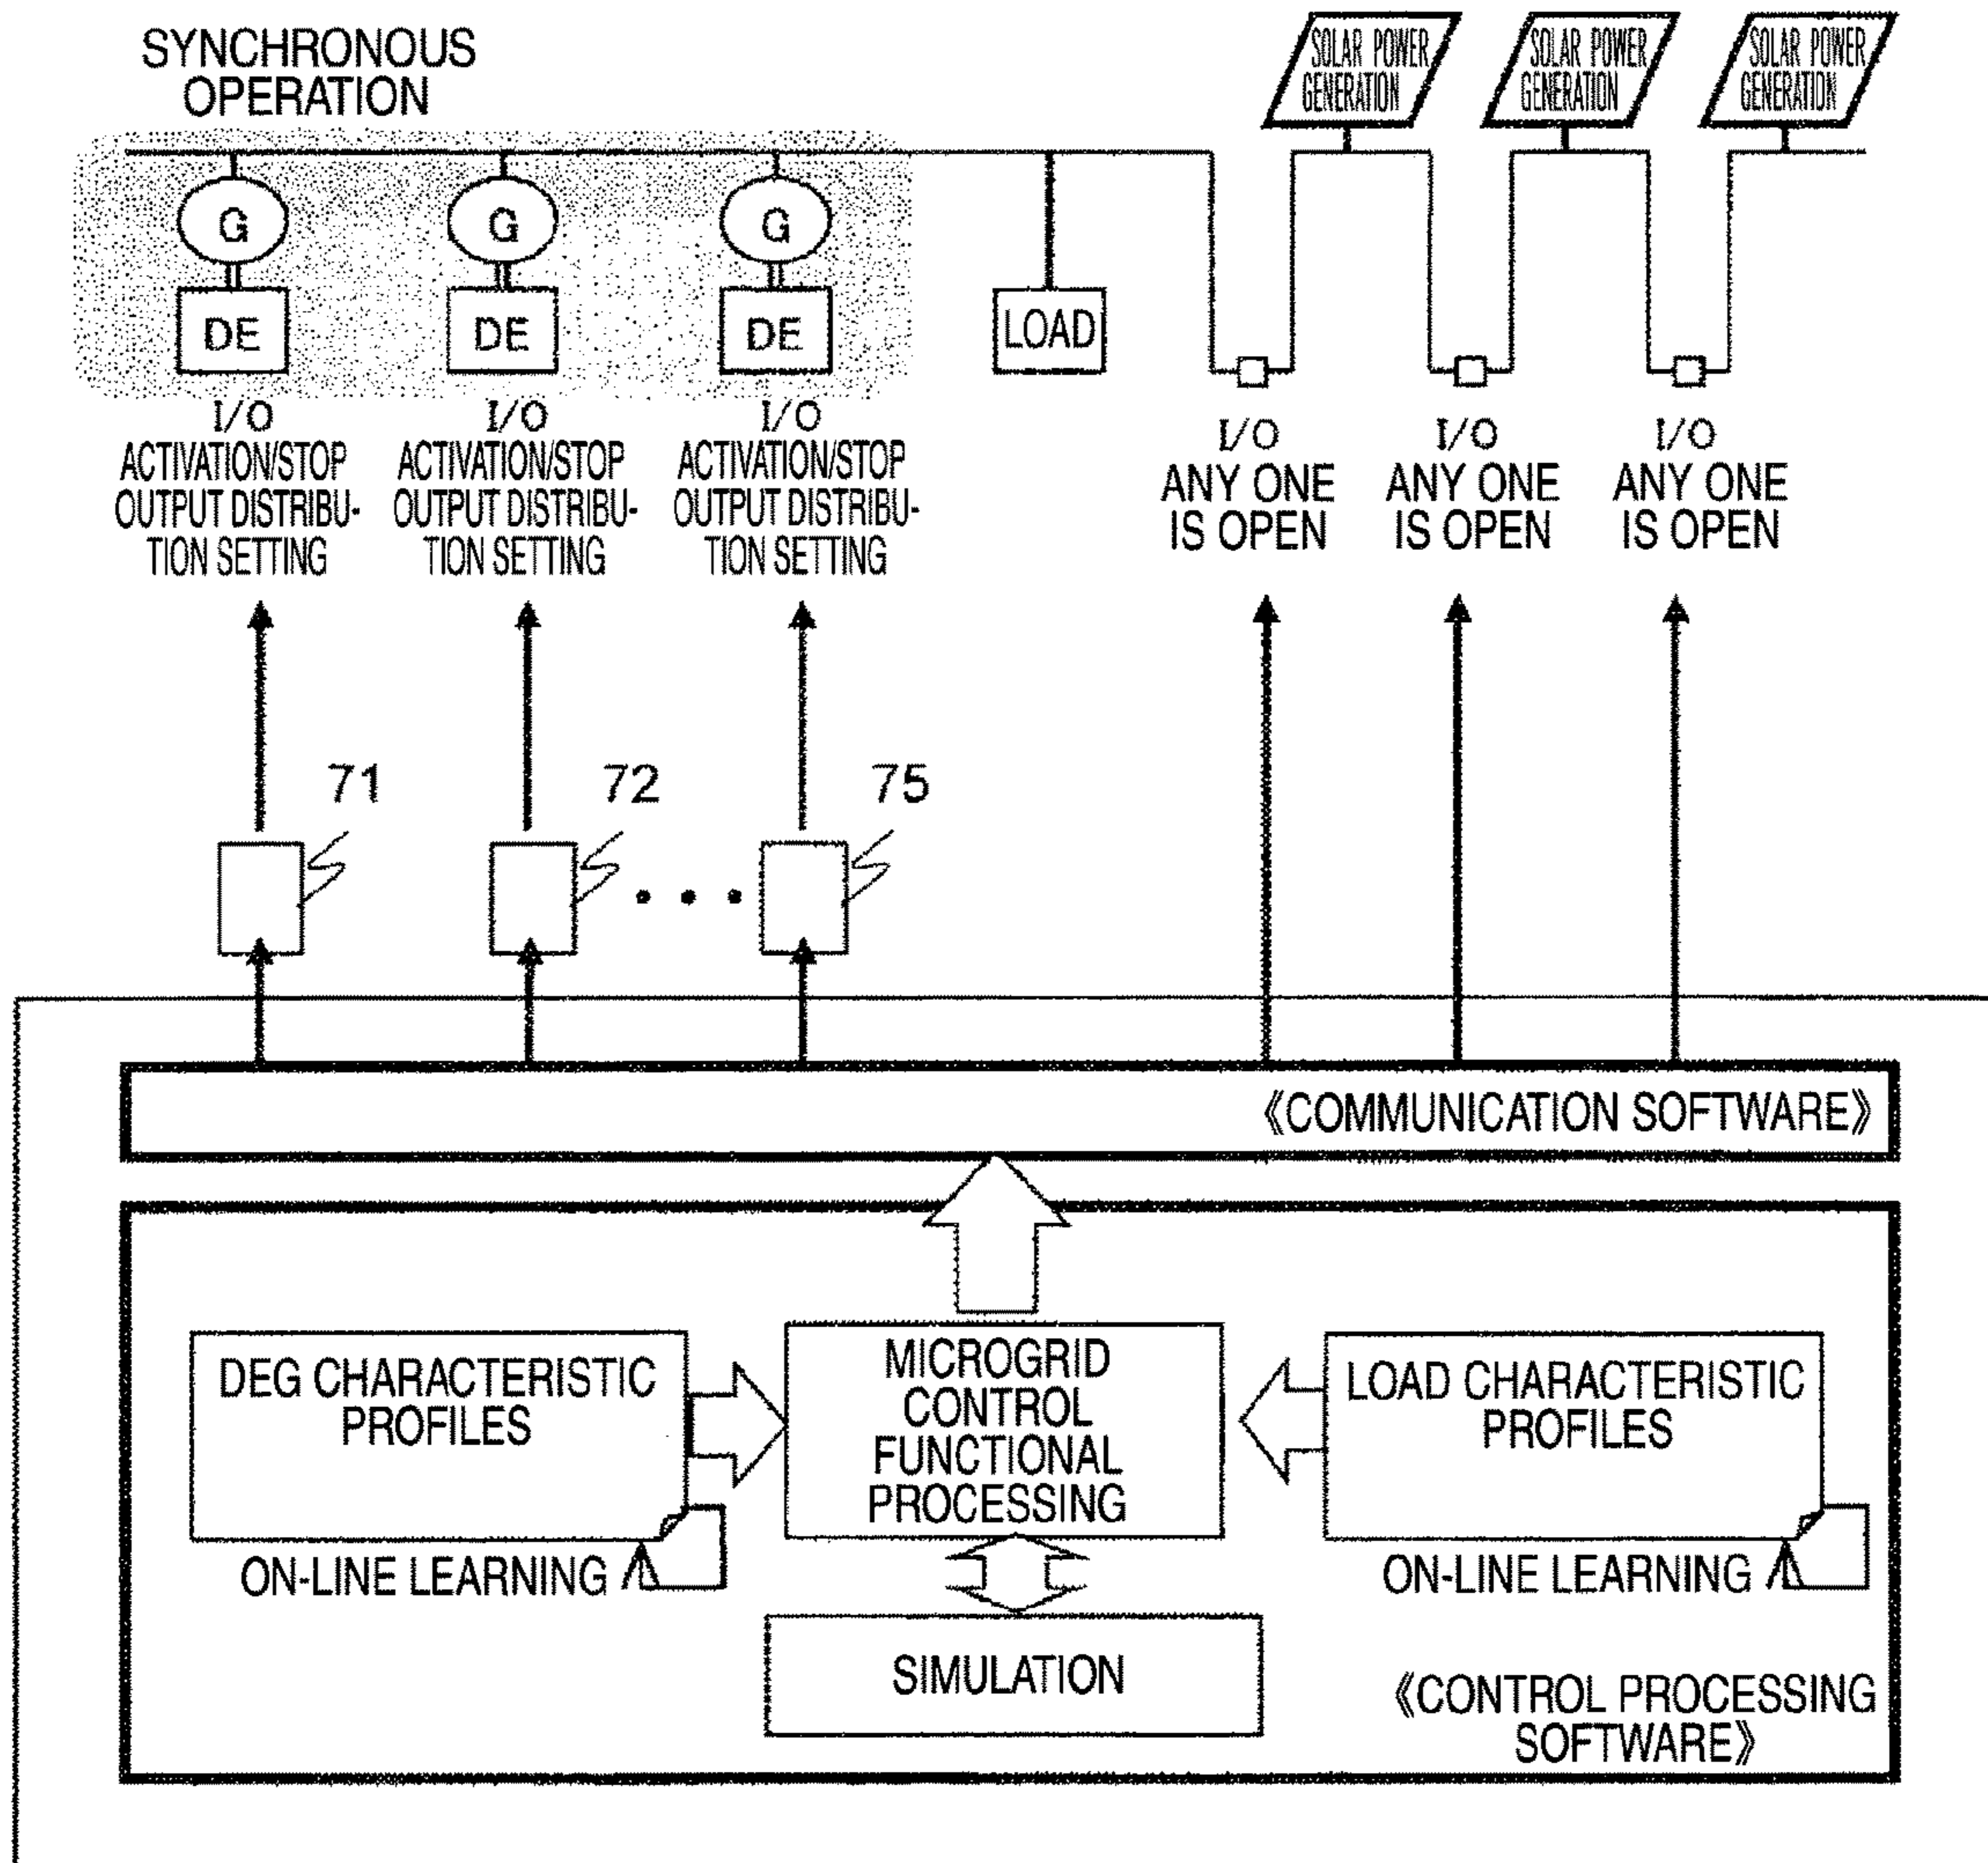 SYNCHRONOUS
OPERATION
SOLAR POWER
GENERATION
SOLAR POWER
GENERATION
SOLAR POWER
GENERATION
G
G
G
DE
DE
DE
LOAD
I/O
ACTIVATION/STOP
OUTPUT DISTRIBU-
TION SETTING
I/O
ACTIVATION/STOP
OUTPUT DISTRIBU-
TION SETTING
I/O
ACTIVATION/STOP
OUTPUT DISTRIBU-
TION SETTING
I/O
ANY ONE
IS OPEN
I/O
ANY ONE
IS OPEN
I/O
ANY ONE
IS OPEN
71
72
75
《COMMUNICATION SOFTWARE》
DEG CHARACTERISTIC
PROFILES
ON-LINE LEARNING
MICROGRID
CONTROL
FUNCTIONAL
PROCESSING
LOAD CHARACTERISTIC
PROFILES
ON-LINE LEARNING
SIMULATION
《CONTROL PROCESSING
SOFTWARE》